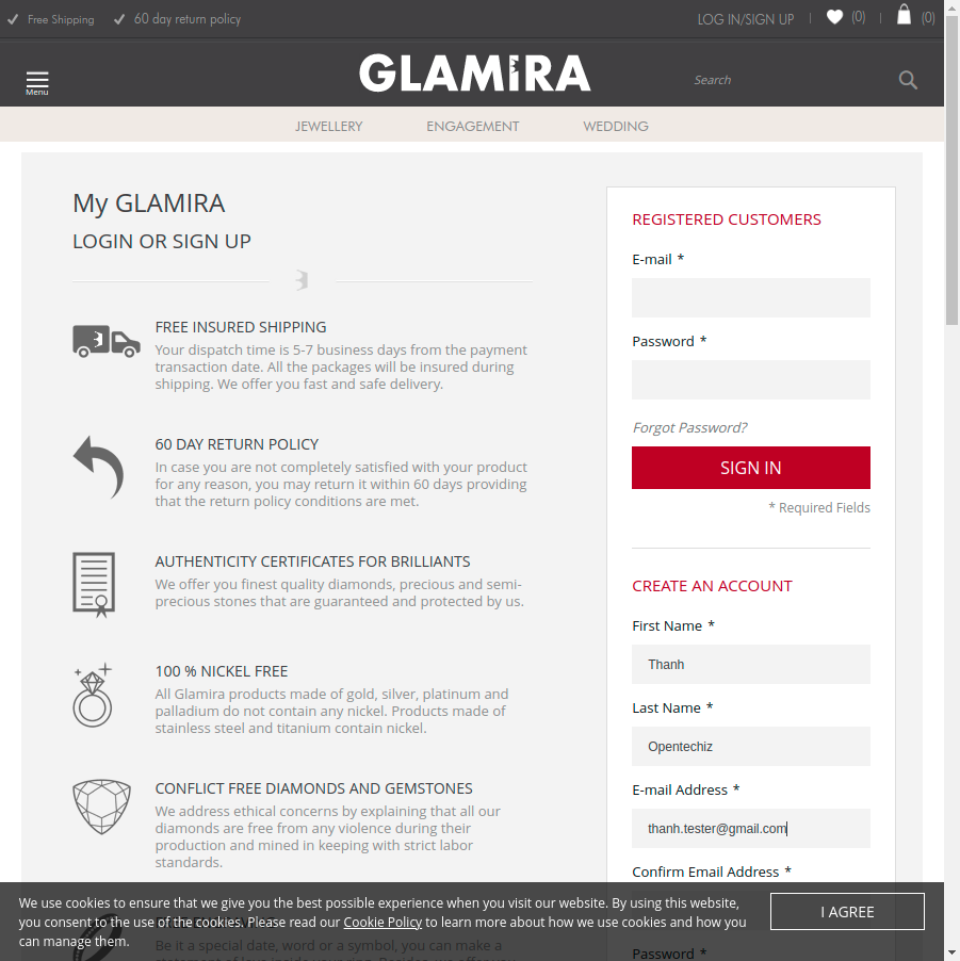 Free Shipping
60 day return policy
LOG IN/SIGN UP
(0)
(0)
Menu
GLAMIRA
Search
JEWELLERY
ENGAGEMENT
WEDDING
My GLAMIRA
LOGIN OR SIGN UP
FREE INSURED SHIPPING
Your dispatch time is 5-7 business days from the payment
transaction date. All the packages will be insured during
shipping. We offer you fast and safe delivery.
60 DAY RETURN POLICY
In case you are not completely satisfied with your product
for any reason, you may return it within 60 days providing
that the return policy conditions are met.
AUTHENTICITY CERTIFICATES FOR BRILLIANTS
We offer you finest quality diamonds, precious and semi-
precious stones that are guaranteed and protected by us.
100 % NICKEL FREE
All Glamira products made of gold, silver, platinum and
palladium do not contain any nickel. Products made of
stainless steel and titanium contain nickel.
CONFLICT FREE DIAMONDS AND GEMSTONES
We address ethical concerns by explaining that all our
diamonds are free from any violence during their
production and mined in keeping with strict labor
standards.
Be it a special date, word or a symbol, you can make a
REGISTERED CUSTOMERS
E-mail *
Password *
Forgot Password?
SIGN IN
* Required Fields
CREATE AN ACCOUNT
First Name *
Thanh
Last Name *
Opentechiz
E-mail Address *
thanh.tester@gmail.com
Confirm Email Address *
Password *
We use cookies to ensure that we give you the best possible experience when you visit our website. By using this website,
you consent to the use of the cookies. Please read our Cookie Policy to learn more about how we use cookies and how you
can manage them.
I AGREE